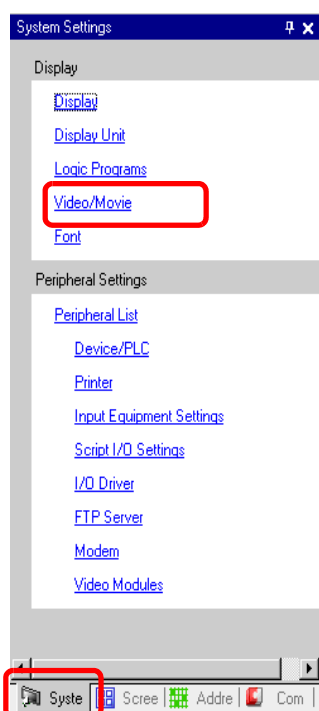 System Settings
Display
Display
Display Unit
Logic Programs
Video/Movie
Font
Peripheral Settings
Peripheral List
Device/PLC
Printer
Input Equipment Settings
Script I/O Settings
I/O Driver
FTP Server
Modem
Video Modules
Syste Scree Addre Com